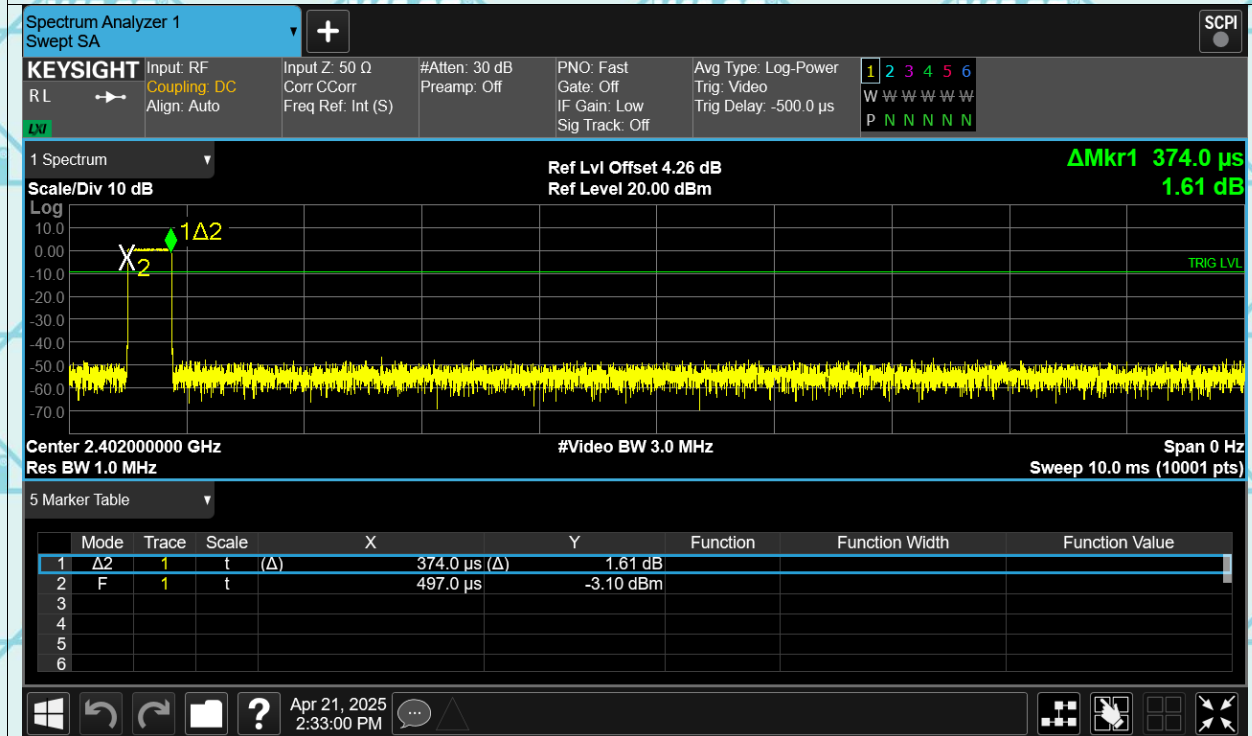 Spectrum Analyzer 1
Swept SA
+
SCPI
KEYSIGHT
RL
LXI
Input: RF
Coupling: DC
Align: Auto
Input Z: 50 Ω
Corr CCorr
Freq Ref: Int (S)
#Atten: 30 dB
Preamp: Off
PNO: Fast
Gate: Off
IF Gain: Low
Sig Track: Off
Avg Type: Log-Power
Trig: Video
Trig Delay: -500.0 µs
1 2 3 4 5 6
W W W W W W
P N N N N N
1 Spectrum
Scale/Div 10 dB
Ref Lvl Offset 4.26 dB
Ref Level 20.00 dBm
ΔMkr1 374.0 µs
1.61 dB
Log
10.0
0.00
-10.0
-20.0
-30.0
-40.0
-50.0
-60.0
-70.0
1Δ2
2
TRIG LVL
Center 2.402000000 GHz
#Video BW 3.0 MHz
Span 0 Hz
Res BW 1.0 MHz
Sweep 10.0 ms (10001 pts)
5 Marker Table
Mode Trace Scale X Y Function Function Width Function Value
1 Δ2 1 t (Δ) 374.0 µs (Δ) 1.61 dB
2 F 1 t 497.0 µs -3.10 dBm
3
4
5
6
?
Apr 21, 2025
2:33:00 PM